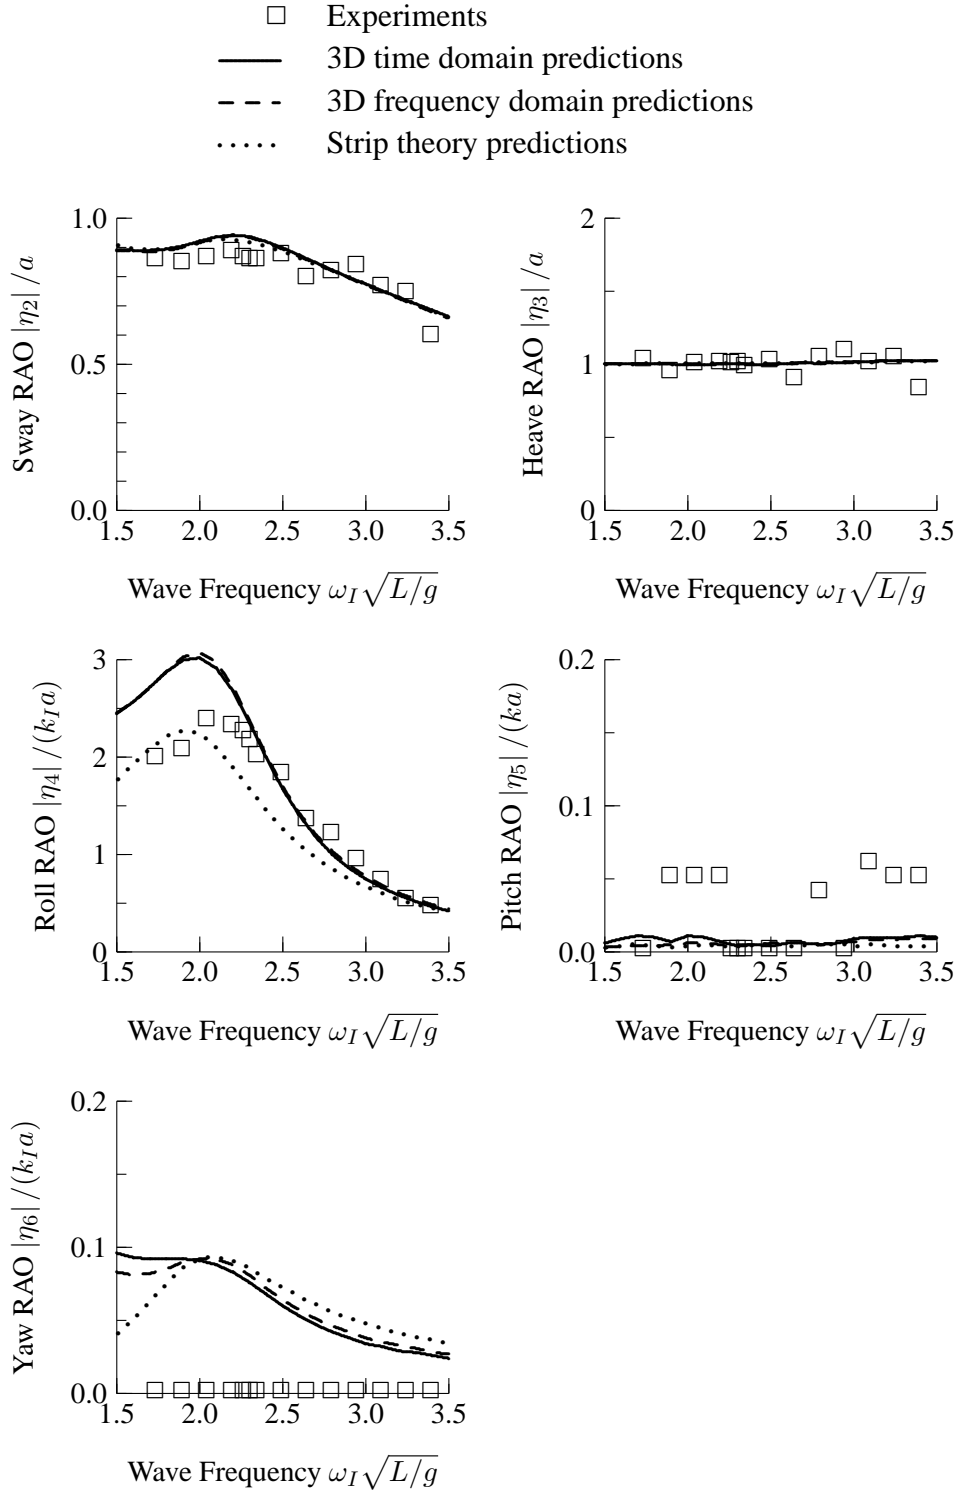 Experiments
3D time domain predictions
3D frequency domain predictions
Strip theory predictions
Sway RAO |η2|/a
1.0
0.5
0.0
1.5 2.0 2.5 3.0 3.5
Wave Frequency ωI√L/g
Heave RAO |η3|/a
2
1
0
1.5 2.0 2.5 3.0 3.5
Wave Frequency ωI√L/g
Roll RAO |η4|/(kIa)
3
2
1
0
1.5 2.0 2.5 3.0 3.5
Wave Frequency ωI√L/g
Pitch RAO |η5|/(ka)
0.2
0.1
0.0
1.5 2.0 2.5 3.0 3.5
Wave Frequency ωI√L/g
Yaw RAO |η6|/(kIa)
0.2
0.1
0.0
1.5 2.0 2.5 3.0 3.5
Wave Frequency ωI√L/g